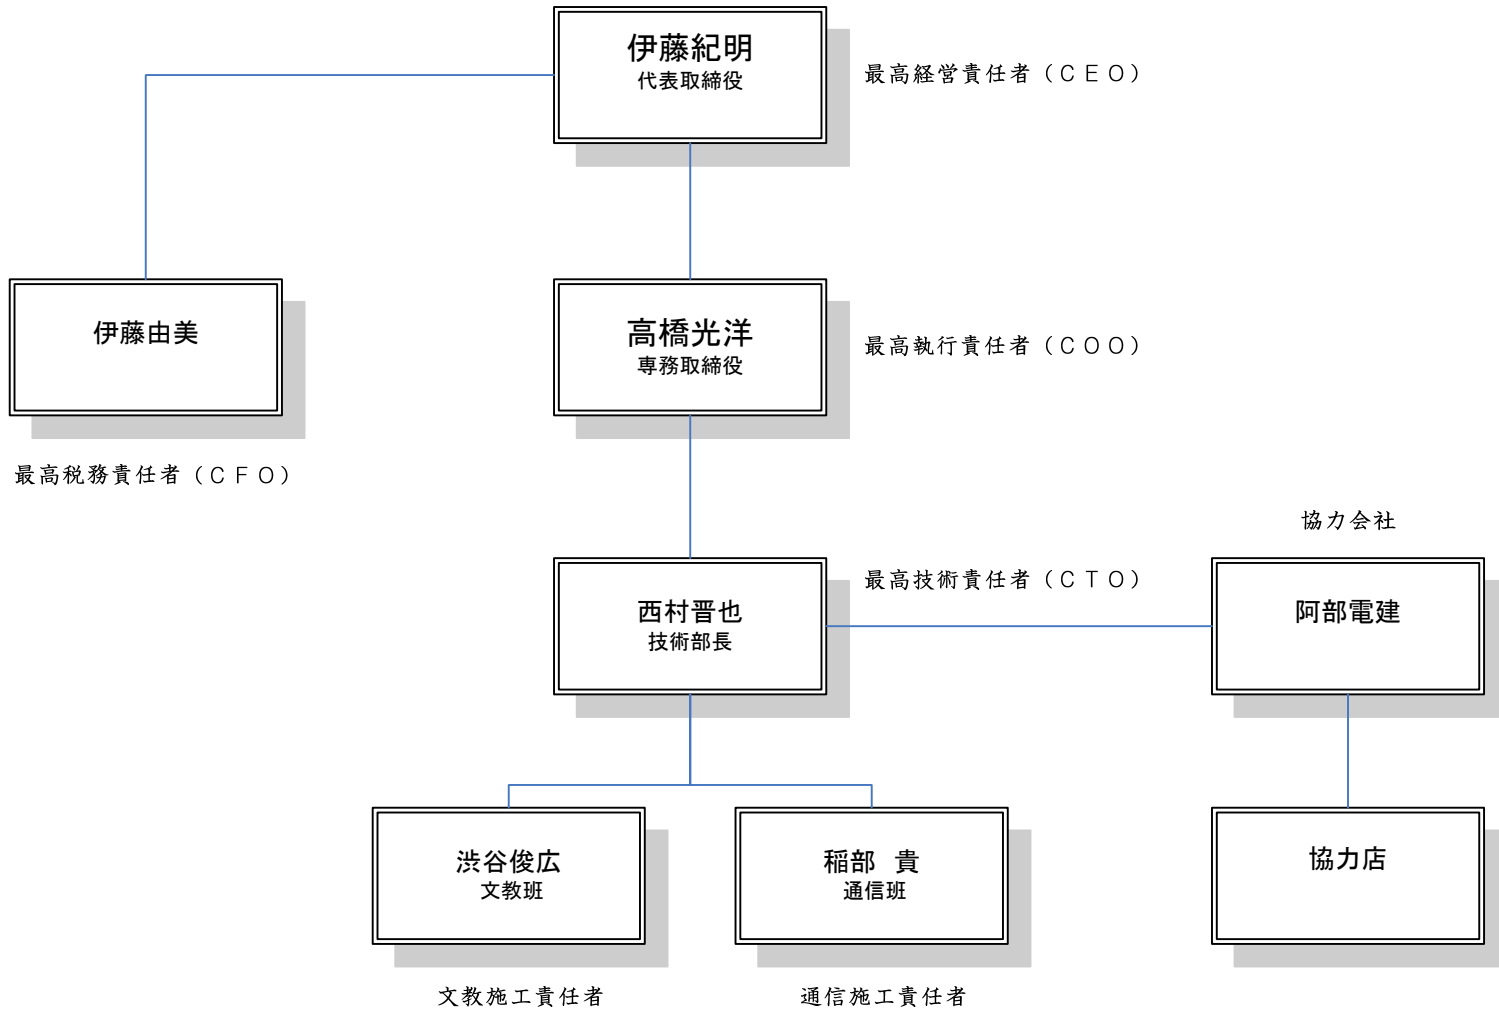 伊藤紀明
代表取締役
最高経営責任者（ＣＥＯ）
伊藤由美
最高税務責任者（ＣＦＯ）
高橋光洋
専務取締役
最高執行責任者（ＣＯＯ）
西村晋也
技術部長
最高技術責任者（ＣＴＯ）
協力会社
阿部電建
渋谷俊広
文教班
文教施工責任者
稲部　貴
通信班
通信施工責任者
協力店